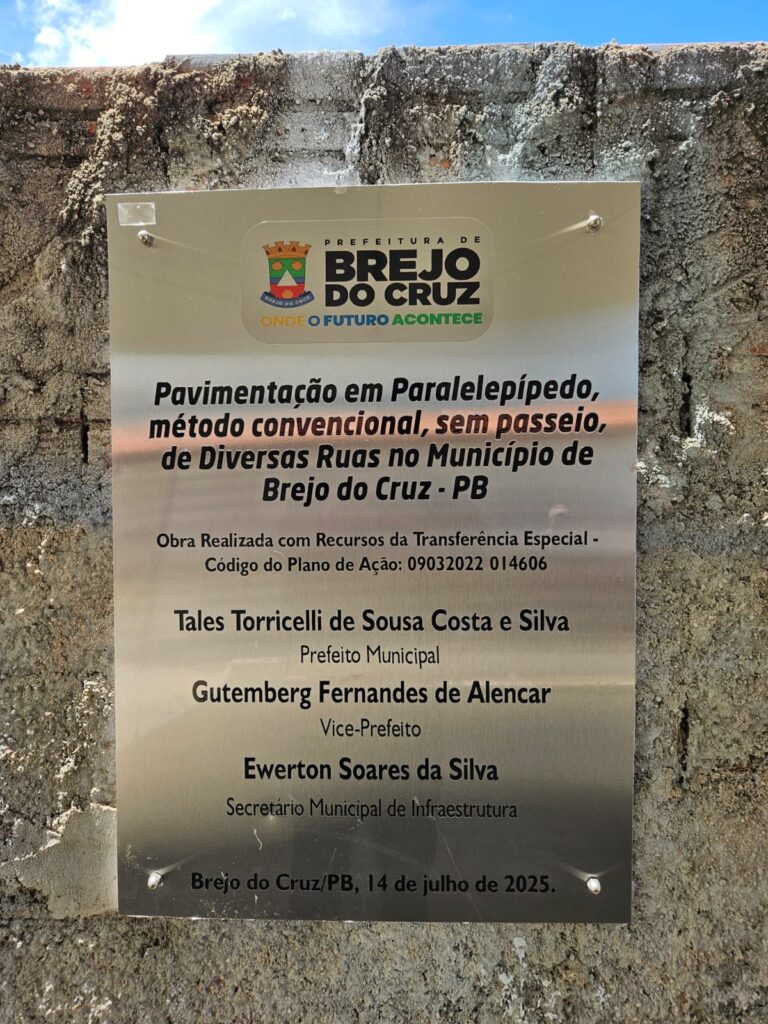 PREFEITURA DE
BREJO
DO CRUZ
BREJO DO CRUZ
ONDE O FUTURO ACONTECE
Pavimentação em Paralelepípedo,
método convencional, sem passeio,
de Diversas Ruas no Município de
Brejo do Cruz - PB
Obra Realizada com Recursos da Transferência Especial -
Código do Plano de Ação: 09032022 014606
Tales Torricelli de Sousa Costa e Silva
Prefeito Municipal
Gutemberg Fernandes de Alencar
Vice-Prefeito
Ewerton Soares da Silva
Secretário Municipal de Infraestrutura
Brejo do Cruz/PB, 14 de julho de 2025.